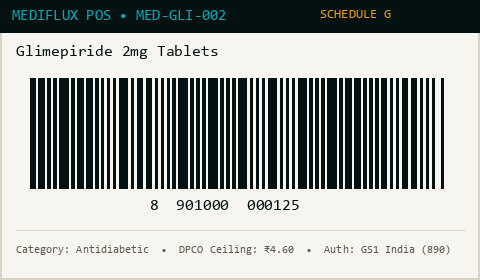 MEDIFLUX POS • MED-GLI-002 SCHEDULE G
Glimepiride 2mg Tablets
8 901000 000125
Category: Antidiabetic • DPCO Ceiling: ₹4.60 • Auth: GS1 India (890)